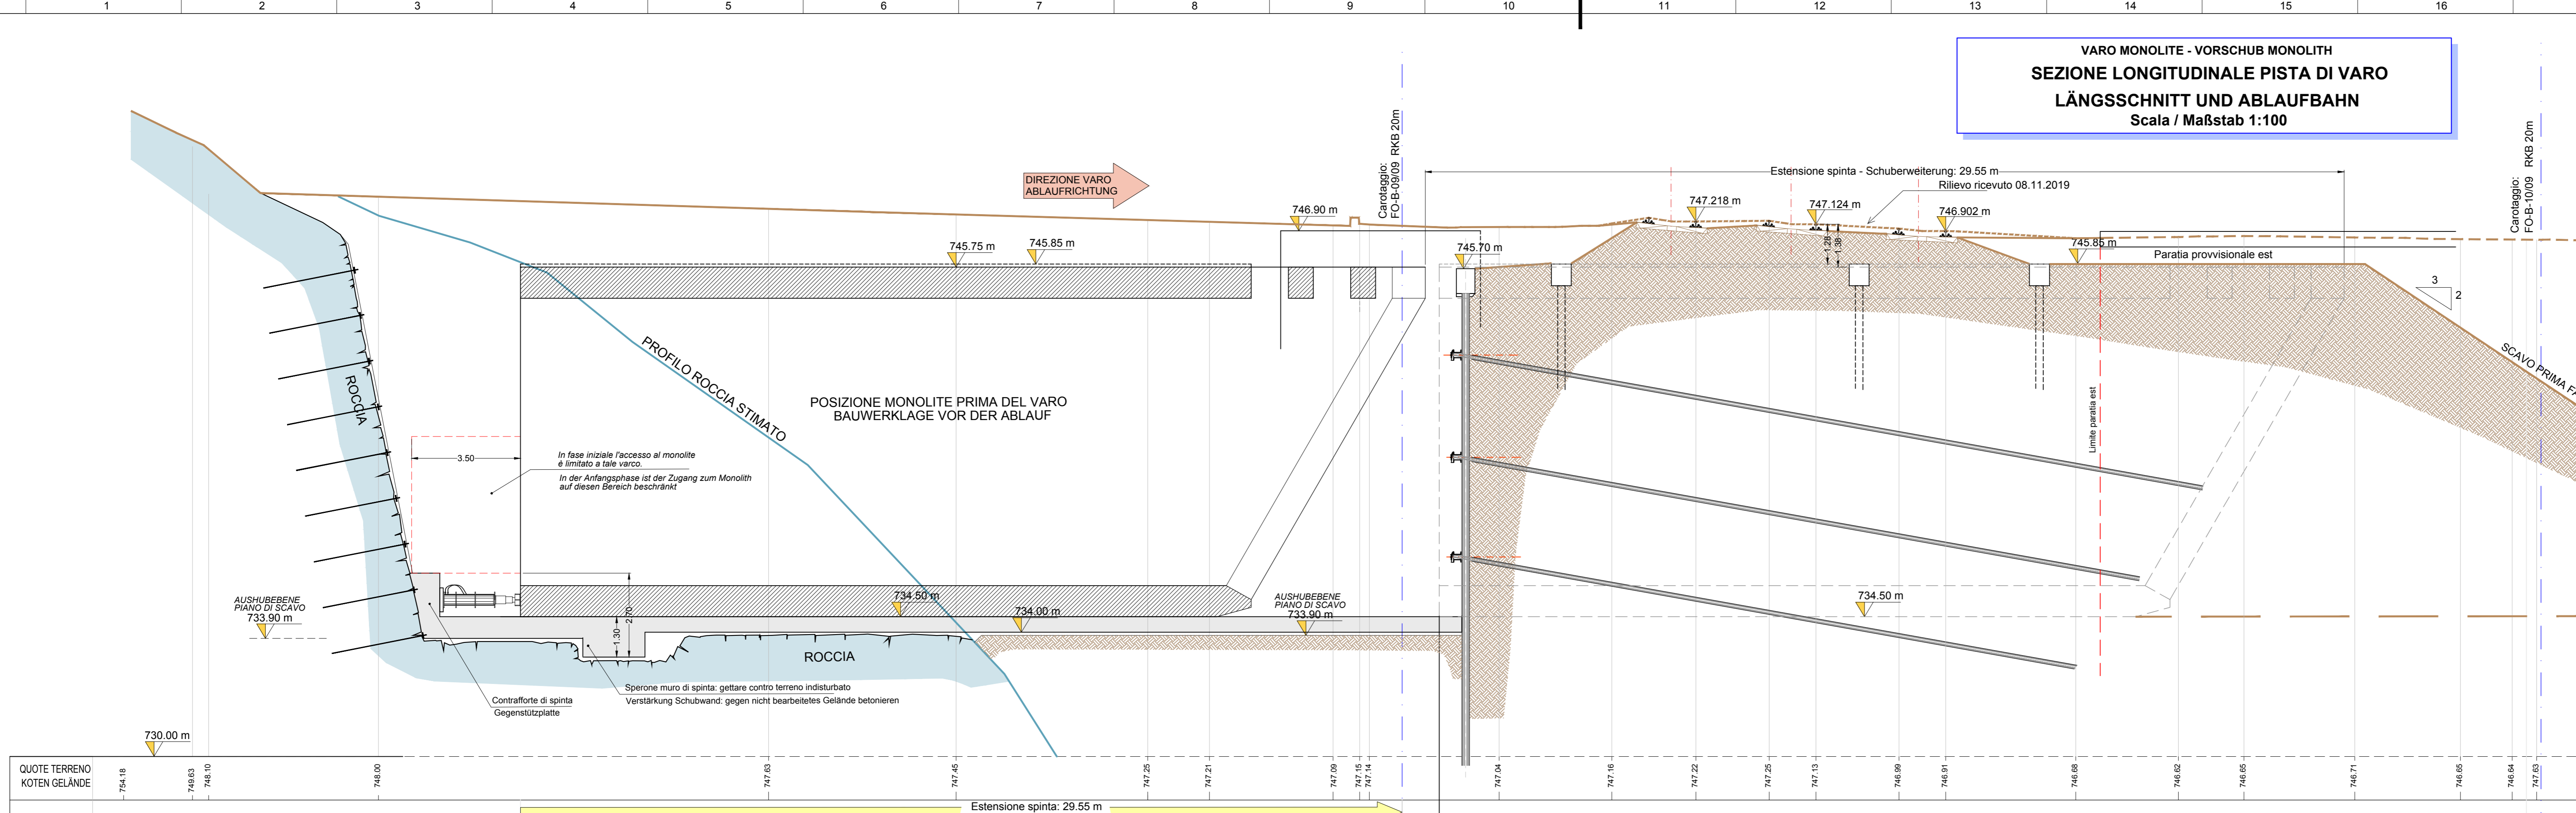 1 2 3 4 5 6 7 8 9 10 11 12 13 14 15 16
VARO MONOLITE - VORSCHUB MONOLITH
SEZIONE LONGITUDINALE PISTA DI VARO
LÄNGSSCHNITT UND ABLAUFBAHN
Scala / Maßstab 1:100
DIREZIONE VARO
ABLAUFRICHTUNG
Carotaggio:
FO-B-09/09 RKB 20m
Carotaggio:
FO-B-10/09 RKB 20m
Estensione spinta - Schuberweiterung: 29.55 m
Rilievo ricevuto 08.11.2019
746.90 m
747.218 m
747.124 m
746.902 m
745.75 m
745.85 m
745.70 m
1.28
1.38
745.85 m
Paratia provvisionale est
3
2
SCAVO PRIMA FA
ROCCIA
PROFILO ROCCIA STIMATO
POSIZIONE MONOLITE PRIMA DEL VARO
BAUWERKLAGE VOR DER ABLAUF
Limite paratia est
3.50
In fase iniziale l'accesso al monolite
è limitato a tale varco.
In der Anfangsphase ist der Zugang zum Monolith
auf diesen Bereich beschränkt
AUSHUBEBENE
PIANO DI SCAVO
733.90 m
1.30
2.70
734.50 m
734.00 m
AUSHUBEBENE
PIANO DI SCAVO
733.90 m
734.50 m
ROCCIA
Contrafforte di spinta
Gegenstützplatte
Sperone muro di spinta: gettare contro terreno indisturbato
Verstärkung Schubwand: gegen nicht bearbeitetes Gelände betonieren
730.00 m
QUOTE TERRENO
KOTEN GELÄNDE
754.18 749.63 748.10 748.00 747.63 747.45 747.25 747.21 747.09 747.15 747.14 747.04 747.16 747.22 747.25 747.13 746.99 746.91 746.68 746.62 746.65 746.71 746.65 746.64 747.63
Estensione spinta: 29.55 m